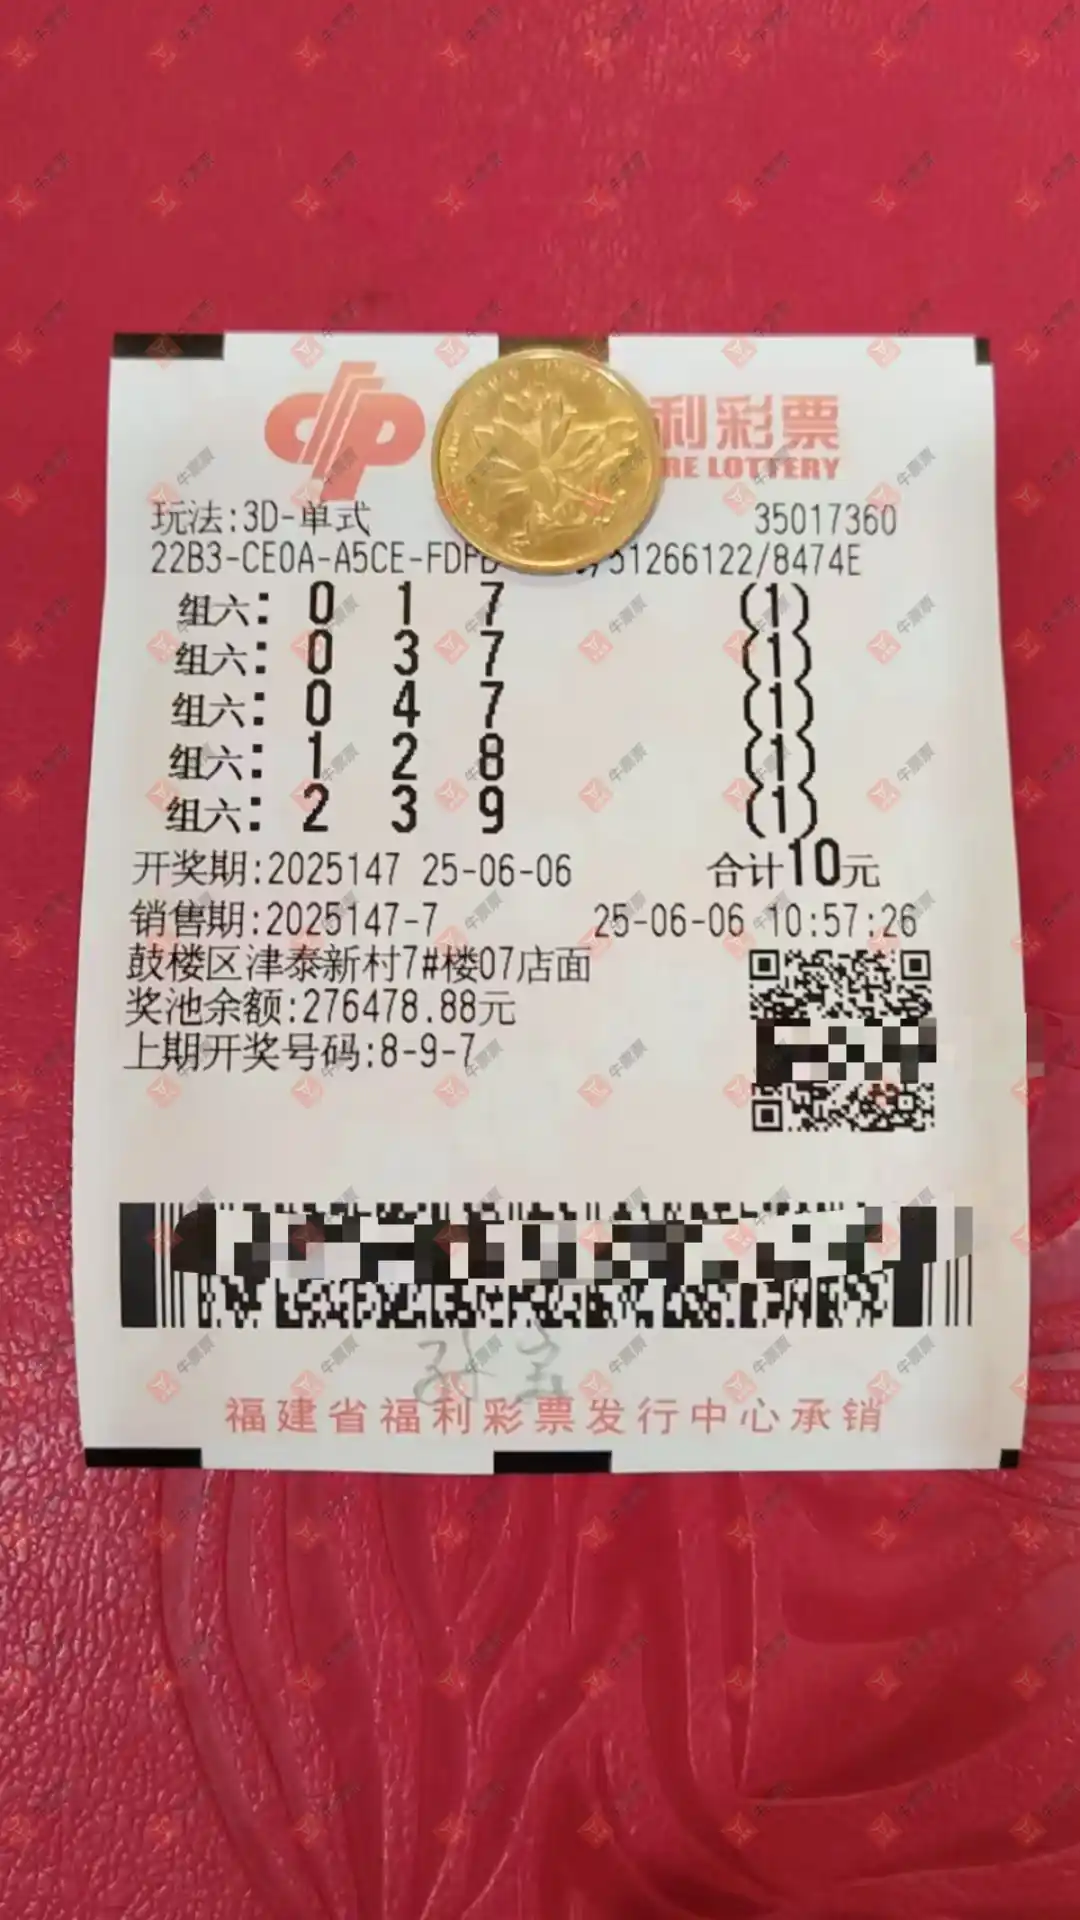 利彩票
RE LOTTERY
玩法:3D-单式 35017360
22B3-CE0A-A5CE-FDF 51266122/8474E
组六: 0 1 7 (1)
组六: 0 3 7 (1)
组六: 0 4 7 (1)
组六: 1 2 8 (1)
组六: 2 3 9 (1)
开奖期:2025147 25-06-06 合计10元
销售期:2025147-7 25-06-06 10:57:26
鼓楼区津泰新村7#楼07店面
奖池余额:276478.88元
上期开奖号码:8-9-7
福建省福利彩票发行中心承销
牛票票